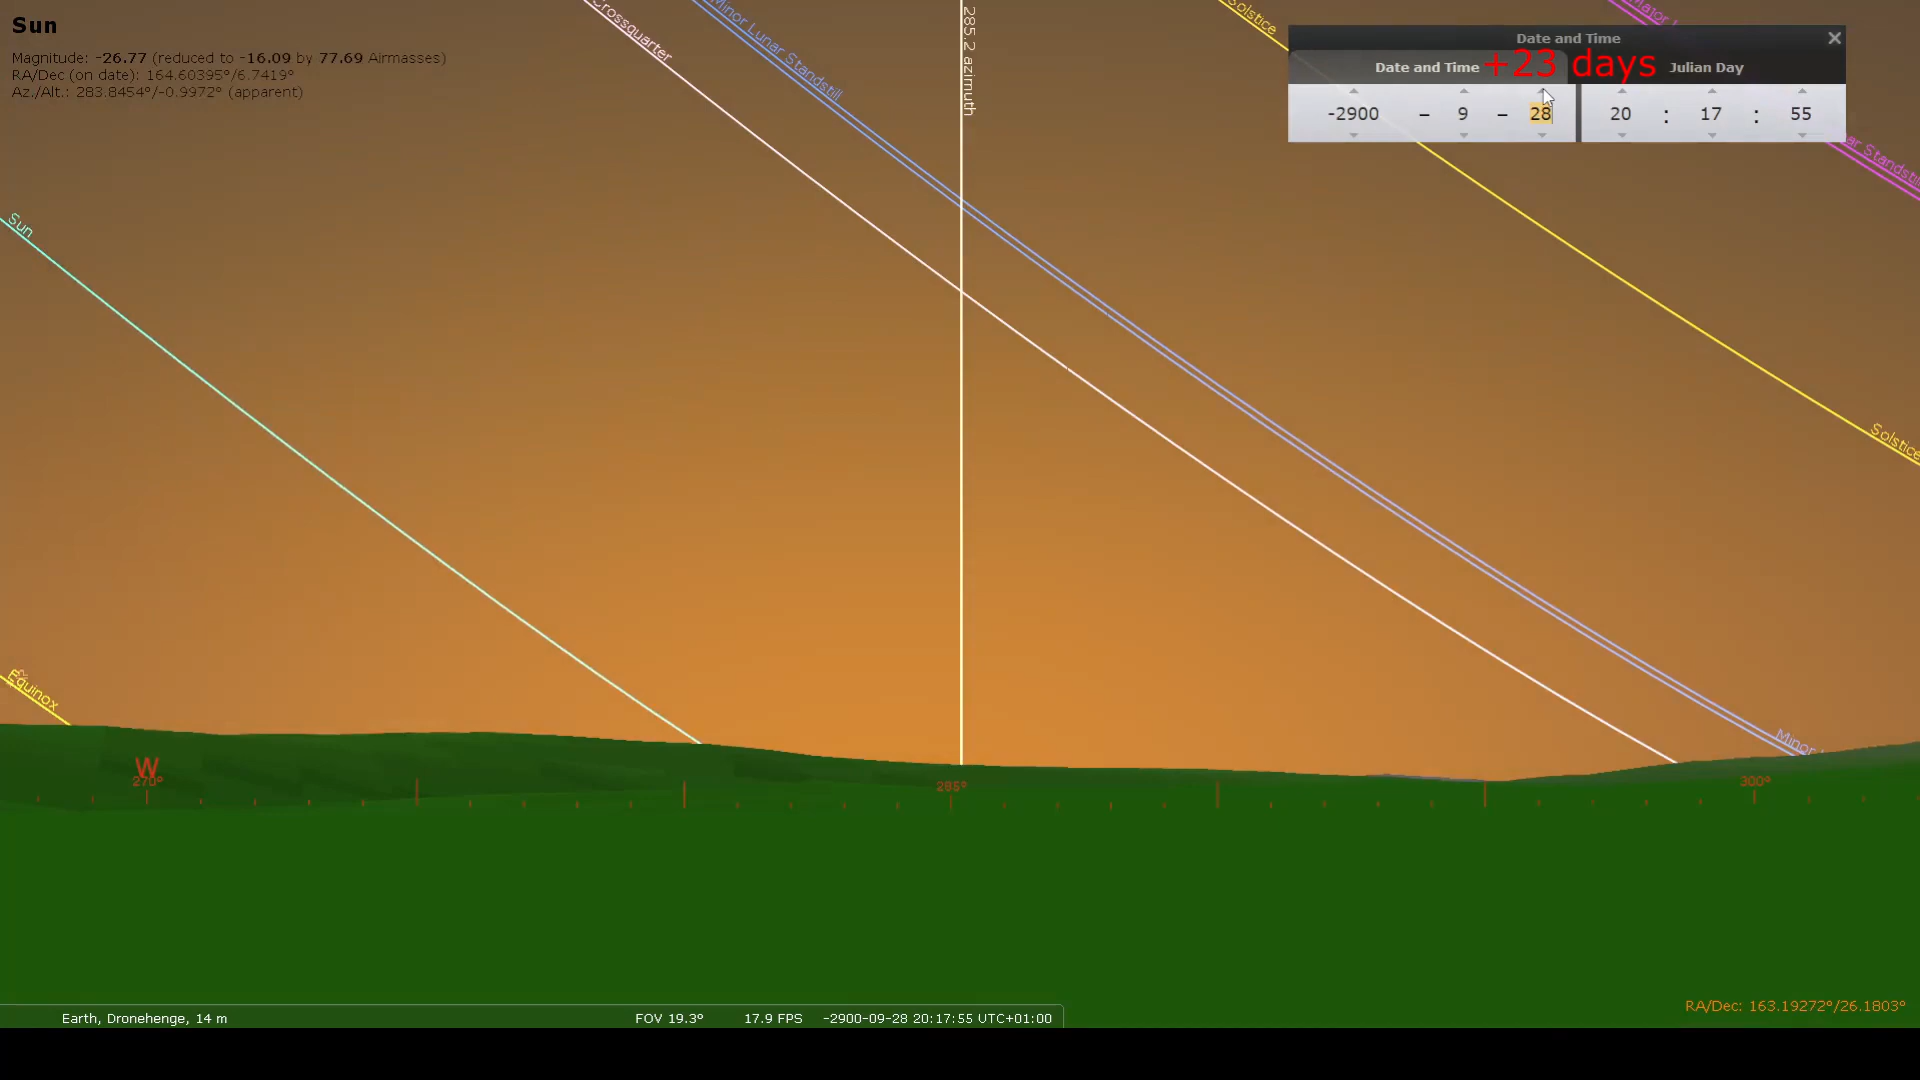 Sun
Magnitude: -26.77 (reduced to -16.09 by 77.69 Airmasses)
RA/Dec (on date): 164.60395°/6.7419°
Az./Alt.: 283.8454°/-0.9972° (apparent)
Crossquarter
Minor Lunar Standstill
285.2 azimuth
Solstice
Major L
Date and Time
Date and Time +23 days Julian Day
-2900 – 9 – 28 20 : 17 : 55
ar Standstill
Sun
Solstice
Equinox
Minor
W
270°
285°
300°
RA/Dec: 163.19272°/26.1803°
Earth, Dronehenge, 14 m
FOV 19.3°
17.9 FPS
-2900-09-28 20:17:55 UTC+01:00